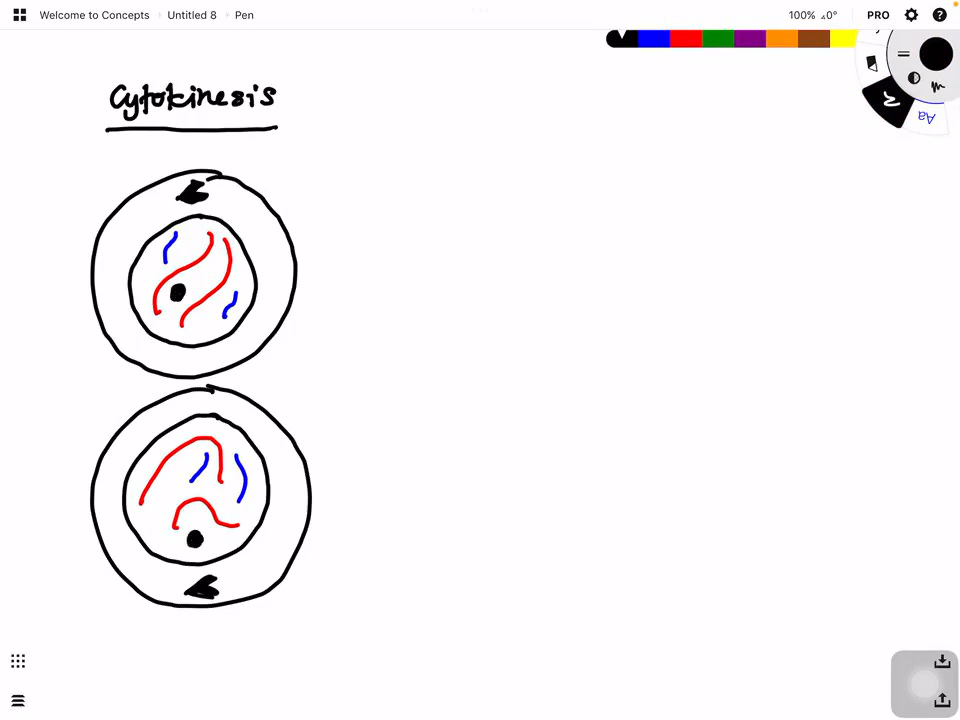 Welcome to Concepts › Untitled 8 › Pen
100% ⊿0° PRO
Cytokinesis
Aa